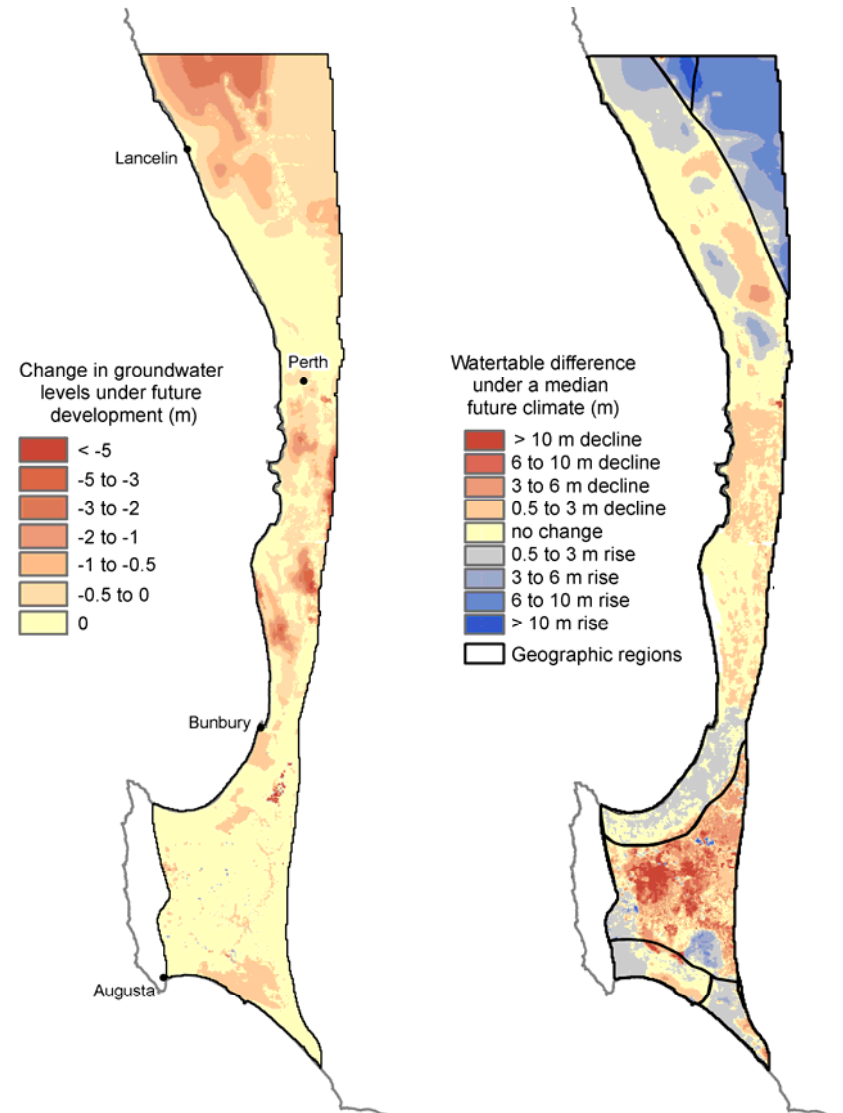 Lancelin
Perth
Change in groundwater
levels under future
development (m)
< -5
-5 to -3
-3 to -2
-2 to -1
-1 to -0.5
-0.5 to 0
0
Bunbury
Augusta
Watertable difference
under a median
future climate (m)
> 10 m decline
6 to 10 m decline
3 to 6 m decline
0.5 to 3 m decline
no change
0.5 to 3 m rise
3 to 6 m rise
6 to 10 m rise
> 10 m rise
Geographic regions